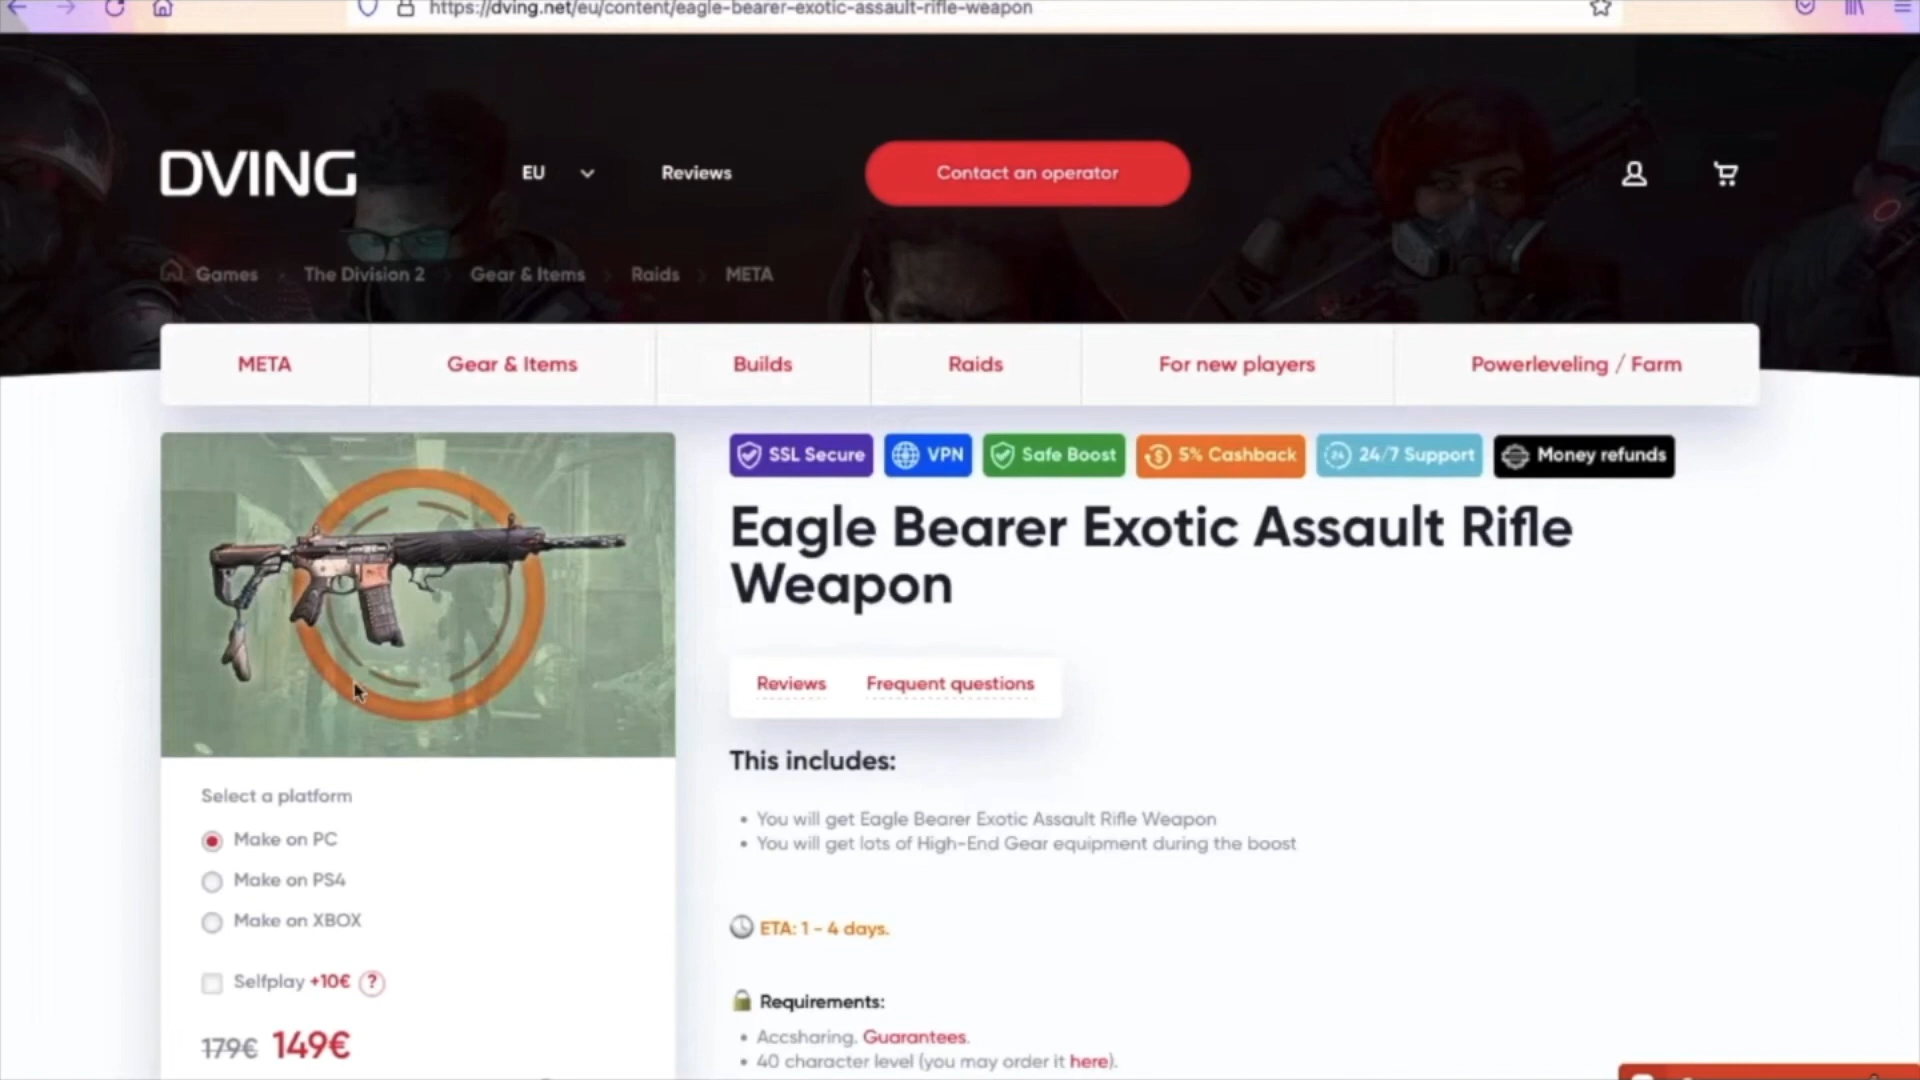 https://dving.net/eu/content/eagle-bearer-exotic-assault-rifle-weapon
DVING
EU
Reviews
Contact an operator
Games
The Division 2
Gear & Items
Raids
META
META
Gear & Items
Builds
Raids
For new players
Powerleveling / Farm
SSL Secure
VPN
Safe Boost
5% Cashback
24/7 Support
Money refunds
Eagle Bearer Exotic Assault Rifle
Weapon
Reviews
Frequent questions
This includes:
• You will get Eagle Bearer Exotic Assault Rifle Weapon
• You will get lots of High-End Gear equipment during the boost
ETA: 1 - 4 days.
Requirements:
• Accsharing. Guarantees.
• 40 character level (you may order it here).
Select a platform
Make on PC
Make on PS4
Make on XBOX
Selfplay +10€ ?
179€ 149€